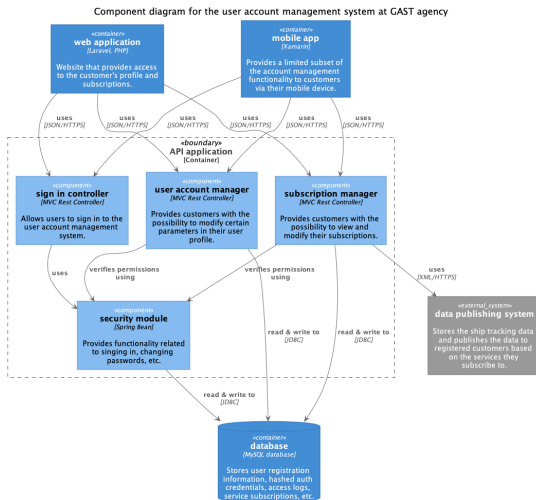 Component diagram for the user account management system at GAST agency
«container»
web application
[Laravel, PHP]
Website that provides access
to the customer's profile and
subscriptions.
«container»
mobile app
[Xamarin]
Provides a limited subset of
the account management
functionality to customers
via their mobile device.
uses
[JSON/HTTPS]
uses
[JSON/HTTPS]
uses
[JSON/HTTPS]
uses
[JSON/HTTPS]
uses
[JSON/HTTPS]
uses
[JSON/HTTPS]
«boundary»
API application
[Container]
«component»
sign in controller
[MVC Rest Controller]
Allows users to sign in to the
user account management
system.
«component»
user account manager
[MVC Rest Controller]
Provides customers with the
possibility to modify certain
parameters in their user
profile.
«component»
subscription manager
[MVC Rest Controller]
Provides customers with the
possibility to view and
modify their subscriptions.
uses
verifies permissions
using
verifies permissions
using
uses
[XML/HTTPS]
«component»
security module
[Spring Bean]
Provides functionality related
to singing in, changing
passwords, etc.
read & write to
[JDBC]
read & write to
[JDBC]
«external_system»
data publishing system
Stores the ship tracking data
and publishes the data to
registered customers based
on the services they
subscribe to.
read & write to
[JDBC]
«container»
database
[MySQL database]
Stores user registration
information, hashed auth
credentials, access logs,
service subscriptions, etc.